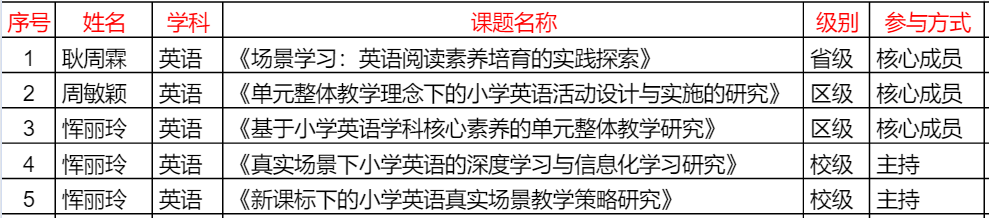 序号 姓名 学科 课题名称 级别 参与方式
1 耿周霖 英语 《场景学习：英语阅读素养培育的实践探索》 省级 核心成员
2 周敏颖 英语 《单元整体教学理念下的小学英语活动设计与实施的研究》 区级 核心成员
3 恽丽玲 英语 《基于小学英语学科核心素养的单元整体教学研究》 区级 核心成员
4 恽丽玲 英语 《真实场景下小学英语的深度学习与信息化学习研究》 校级 主持
5 恽丽玲 英语 《新课标下的小学英语真实场景教学策略研究》 校级 主持